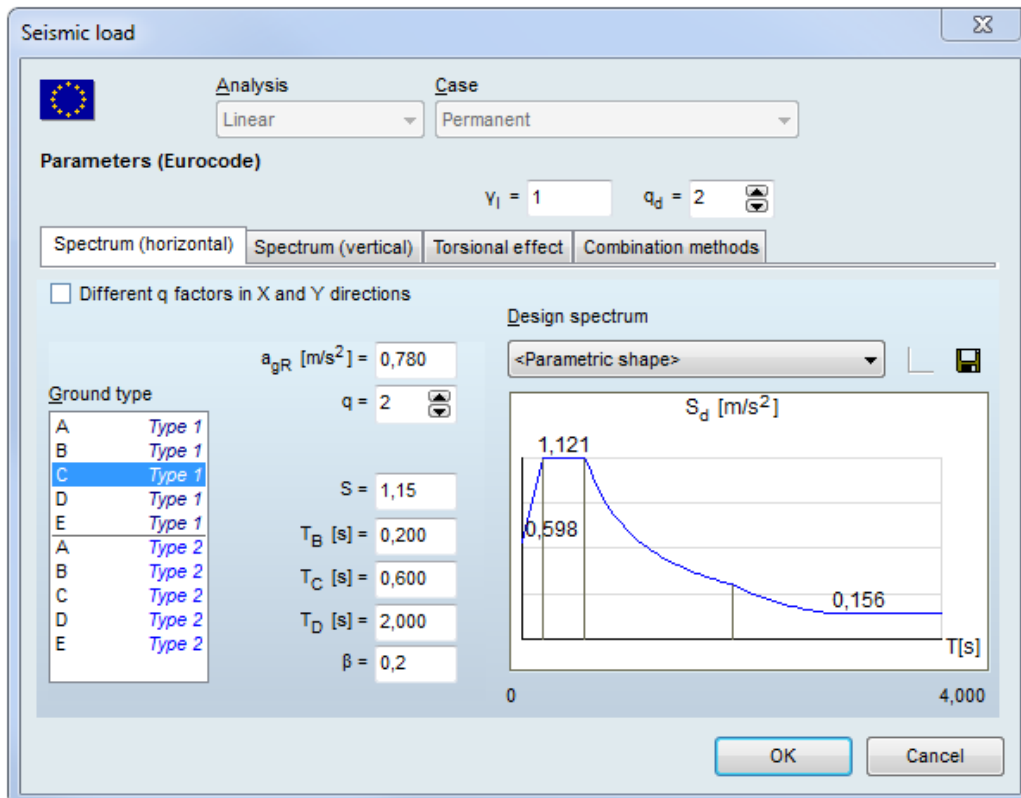 Seismic load
Analysis Case
Linear Permanent
Parameters (Eurocode)
γI = 1 qd = 2
Spectrum (horizontal) Spectrum (vertical) Torsional effect Combination methods
Different q factors in X and Y directions
Design spectrum
agR [m/s2] = 0,780
<Parametric shape>
Ground type
q = 2
A Type 1
B Type 1
C Type 1
D Type 1
E Type 1
A Type 2
B Type 2
C Type 2
D Type 2
E Type 2
S = 1,15
TB [s] = 0,200
TC [s] = 0,600
TD [s] = 2,000
β = 0,2
Sd [m/s2]
1,121
0,598
0,156
T[s]
0 4,000
OK Cancel